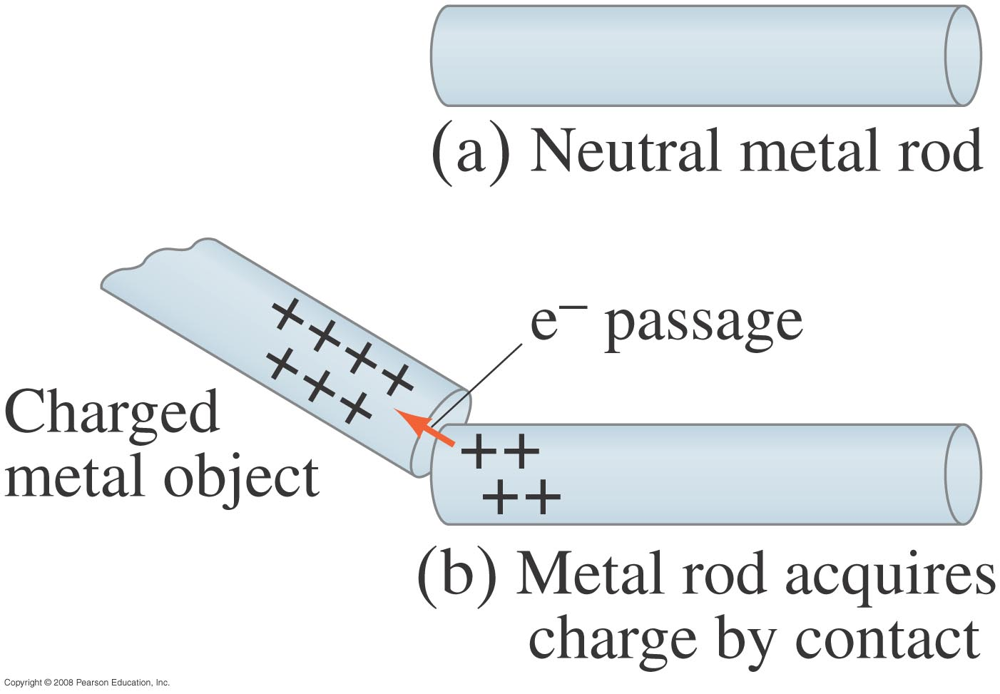 (a) Neutral metal rod
e⁻ passage
Charged
metal object
+ + + +
+ + +
+ +
+ +
(b) Metal rod acquires
charge by contact
Copyright © 2008 Pearson Education, Inc.